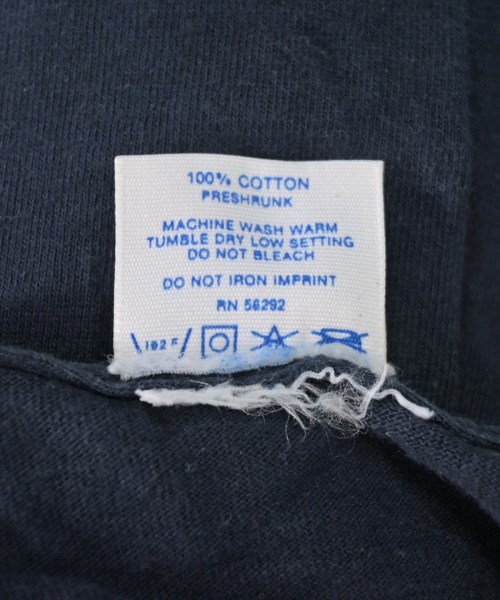 100% COTTON
PRESHRUNK
MACHINE WASH WARM
TUMBLE DRY LOW SETTING
DO NOT BLEACH
DO NOT IRON IMPRINT
RN 56292
102 F